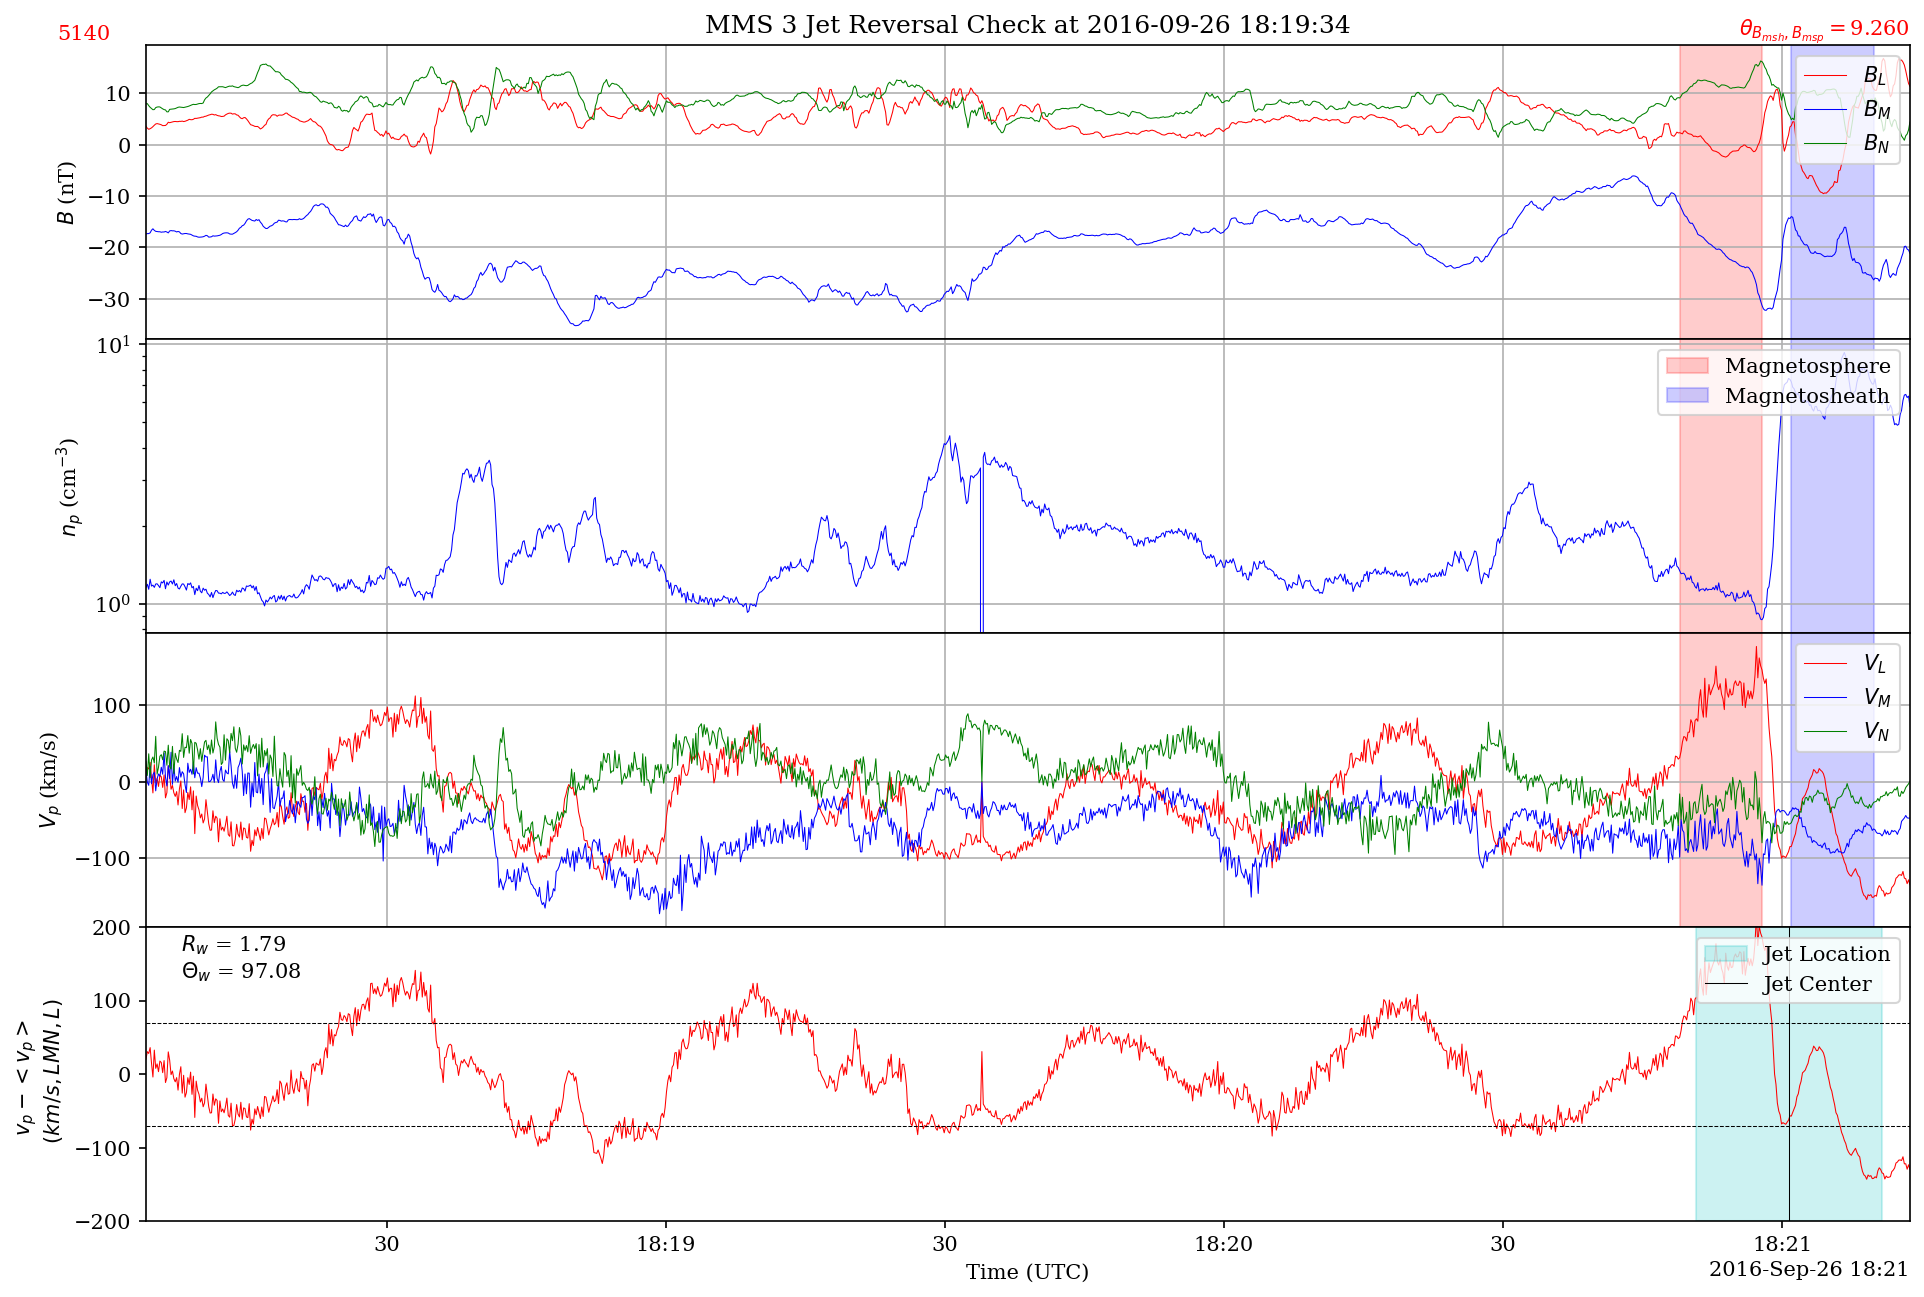 5140
MMS 3 Jet Reversal Check at 2016-09-26 18:19:34
θ_{B_{msh}, B_{msp}} = 9.260
10
0
−10
−20
−30
B (nT)
B_L
B_M
B_N
10^1
10^0
n_p (cm^{−3})
Magnetosphere
Magnetosheath
100
0
−100
V_p (km/s)
V_L
V_M
V_N
200
100
0
−100
−200
v_p − < v_p >
(km/s, LMN, L)
R_w = 1.79
Θ_w = 97.08
Jet Location
Jet Center
30
18:19
30
18:20
30
18:21
Time (UTC)
2016-Sep-26 18:21